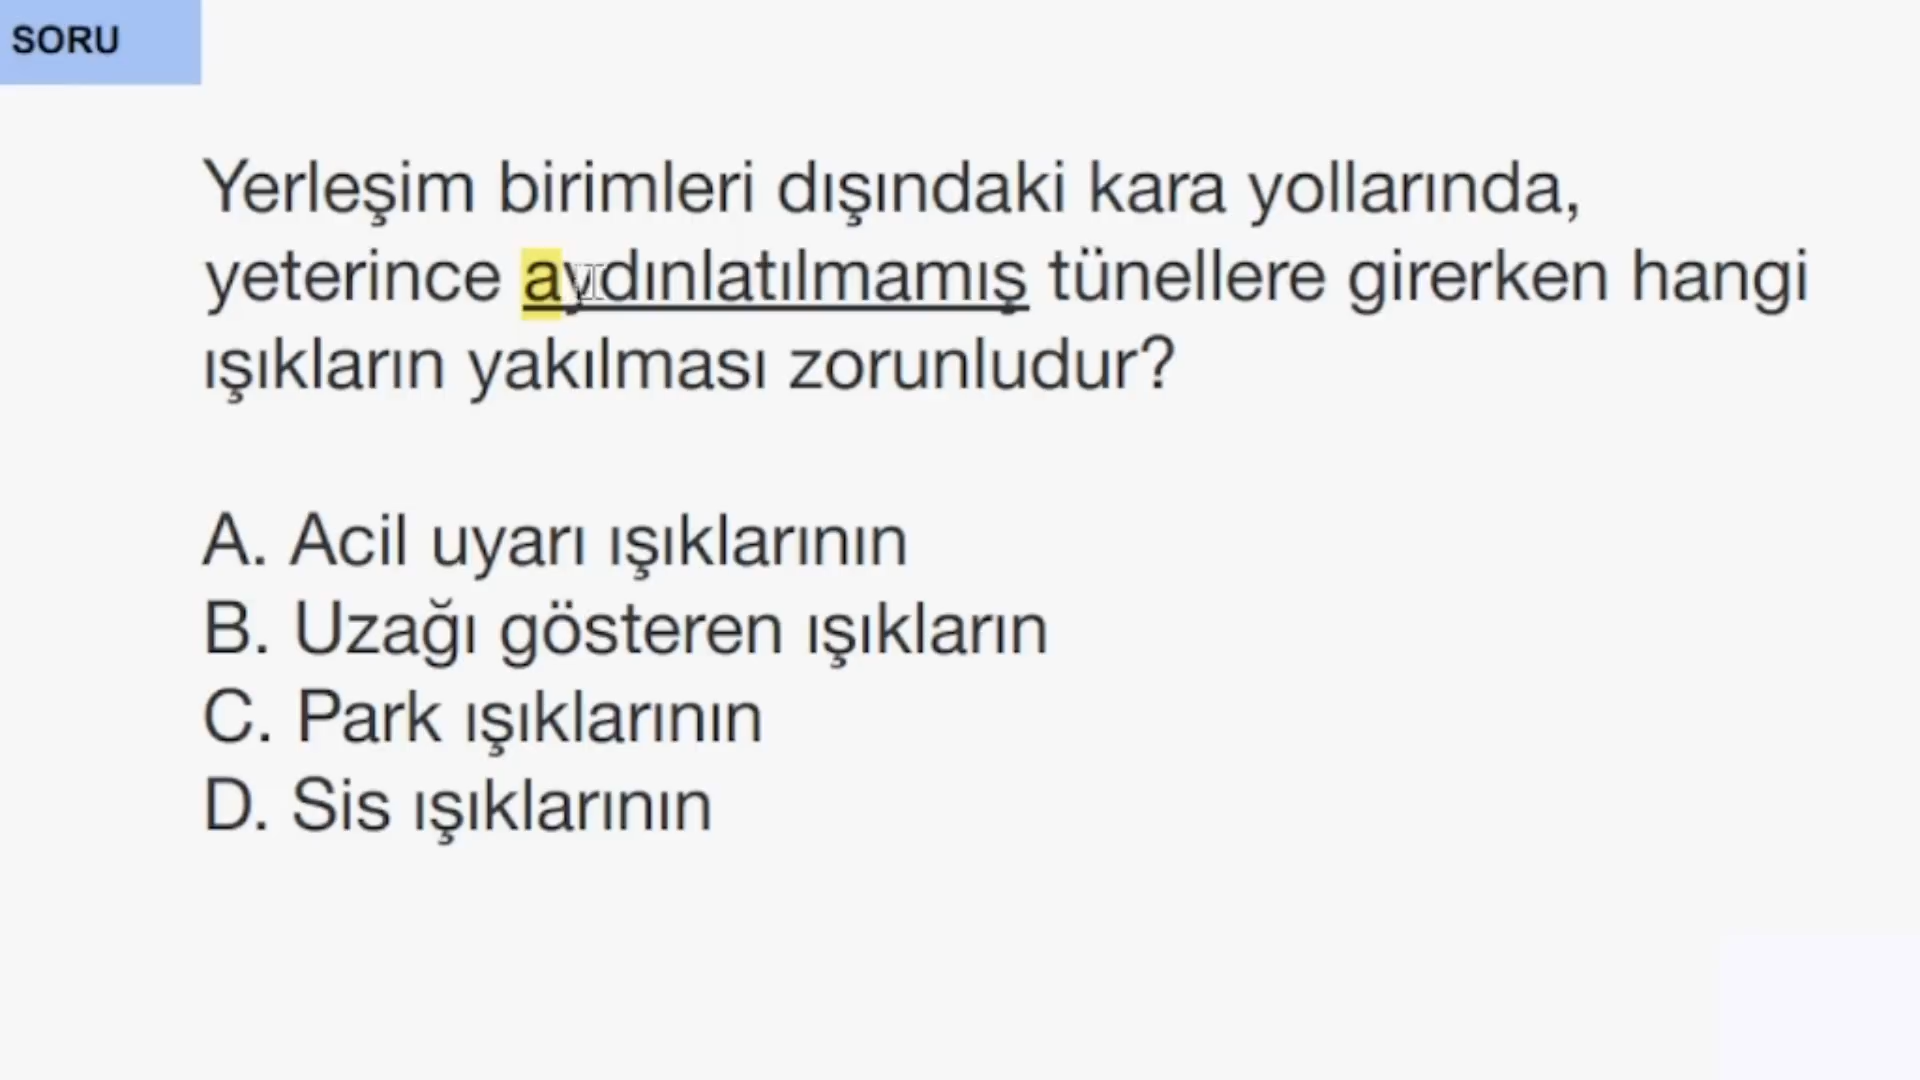 SORU
Yerleşim birimleri dışındaki kara yollarında,
yeterince aydınlatılmamış tünellere girerken hangi
ışıkların yakılması zorunludur?
A. Acil uyarı ışıklarının
B. Uzağı gösteren ışıkların
C. Park ışıklarının
D. Sis ışıklarının